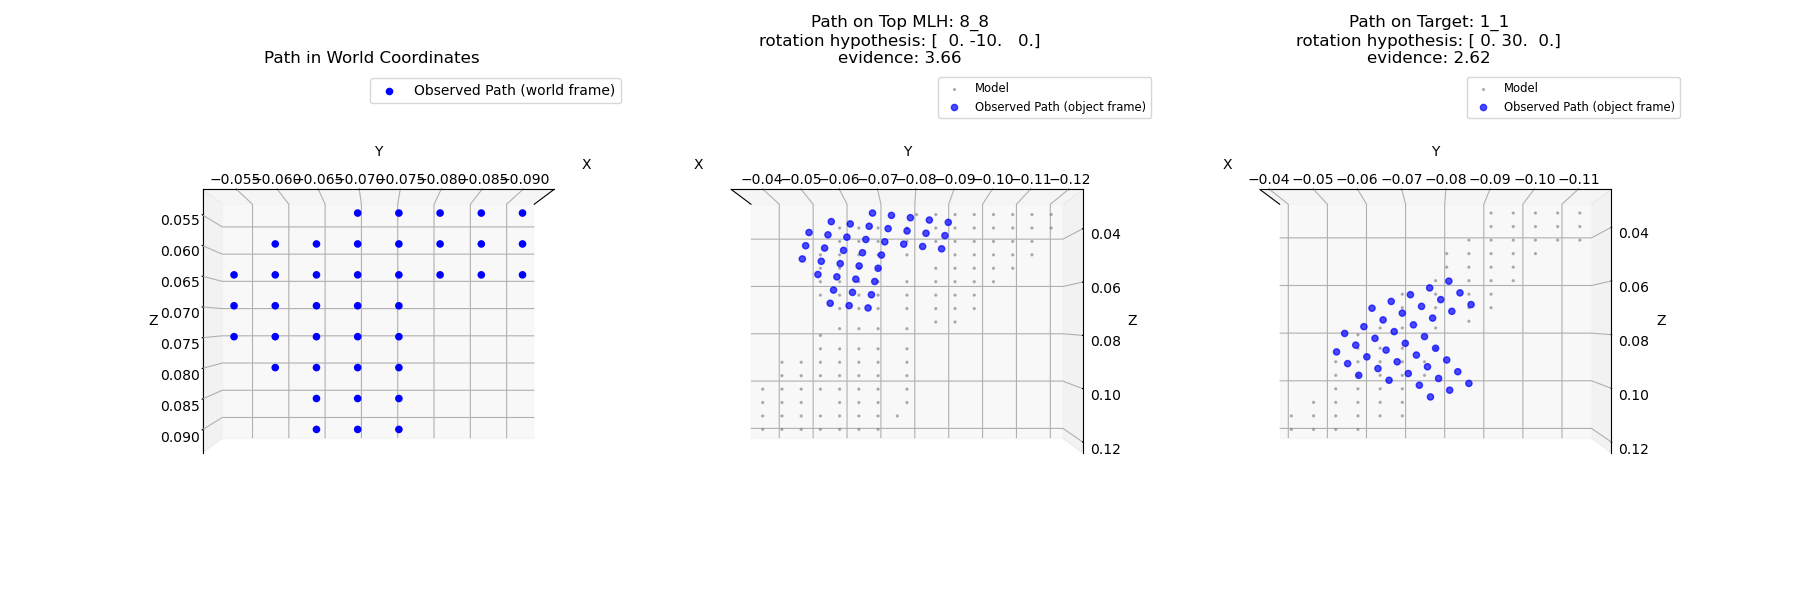 Path in World Coordinates
Observed Path (world frame)
Y
X
−0.055 −0.060 −0.065 −0.070 −0.075 −0.080 −0.085 −0.090
0.055
0.060
0.065
0.070
Z
0.075
0.080
0.085
0.090
Path on Top MLH: 8_8
rotation hypothesis: [  0. -10.   0.]
evidence: 3.66
Model
Observed Path (object frame)
Y
X
−0.04 −0.05 −0.06 −0.07 −0.08 −0.09 −0.10 −0.11 −0.12
0.04
0.06
Z
0.08
0.10
0.12
Path on Target: 1_1
rotation hypothesis: [ 0. 30.  0.]
evidence: 2.62
Model
Observed Path (object frame)
Y
X
−0.04 −0.05 −0.06 −0.07 −0.08 −0.09 −0.10 −0.11
0.04
0.06
Z
0.08
0.10
0.12